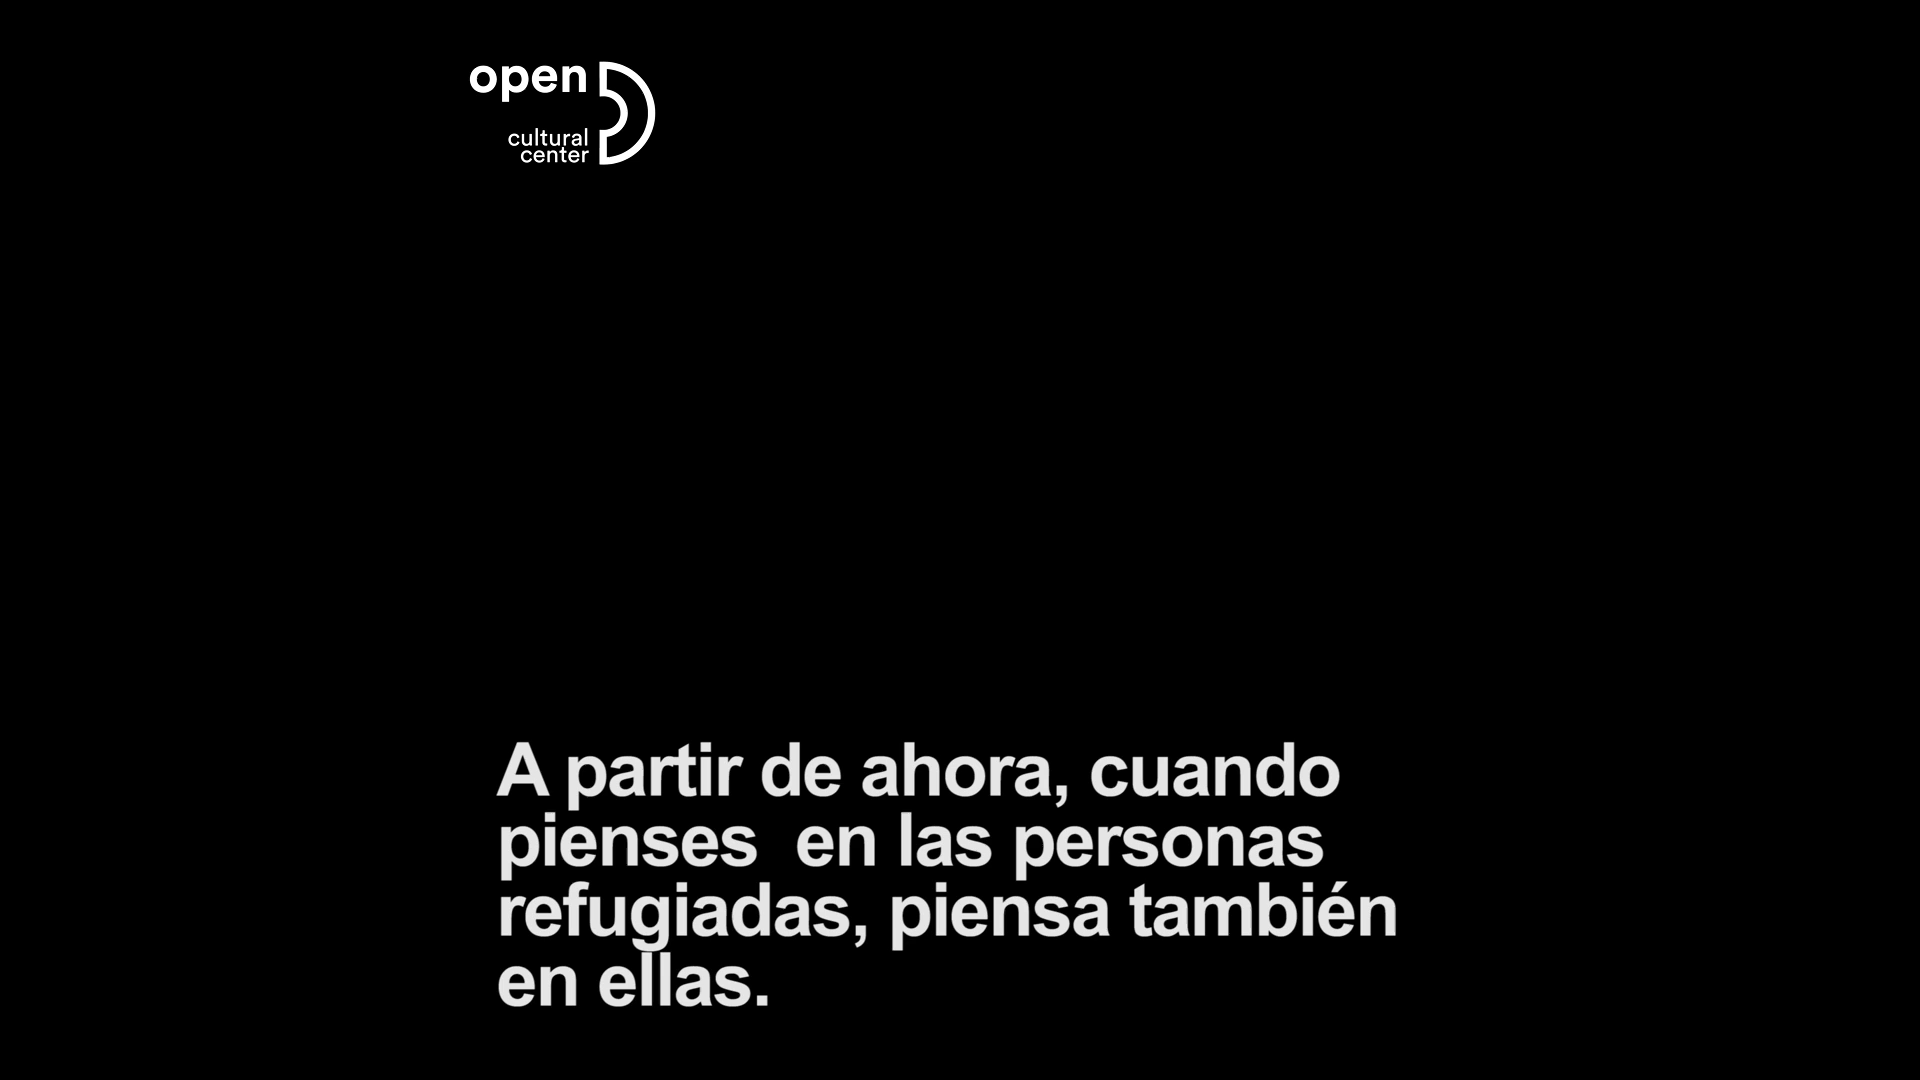 open
cultural
center
A partir de ahora, cuando
pienses  en las personas
refugiadas, piensa también
en ellas.